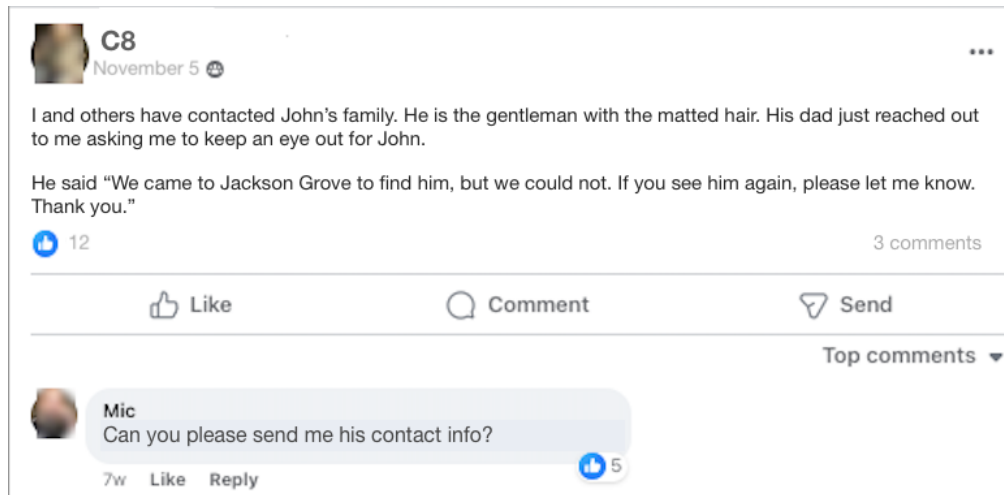 C8
November 5
I and others have contacted John’s family. He is the gentleman with the matted hair. His dad just reached out
to me asking me to keep an eye out for John.
He said “We came to Jackson Grove to find him, but we could not. If you see him again, please let me know.
Thank you.”
12 3 comments
Like Comment Send
Top comments
Mic
Can you please send me his contact info?
5
7w Like Reply